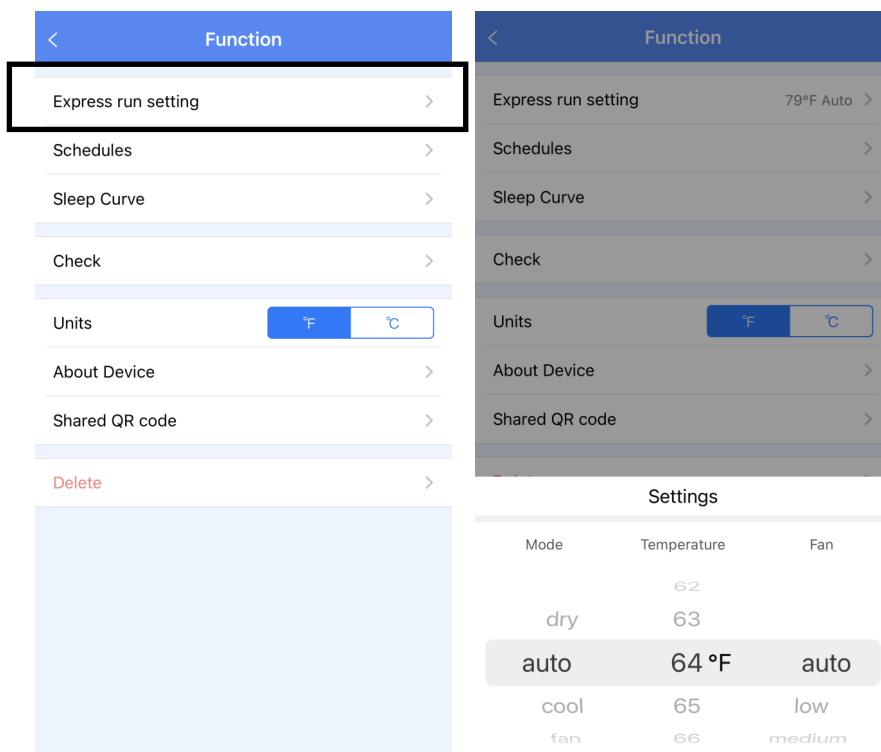 Function
Express run setting
Schedules
Sleep Curve
Check
Units °F °C
About Device
Shared QR code
Delete
Function
Express run setting 79°F Auto
Schedules
Sleep Curve
Check
Units °F °C
About Device
Shared QR code
Settings
Mode Temperature Fan
62
dry 63
auto 64 °F auto
cool 65 low
fan 66 medium